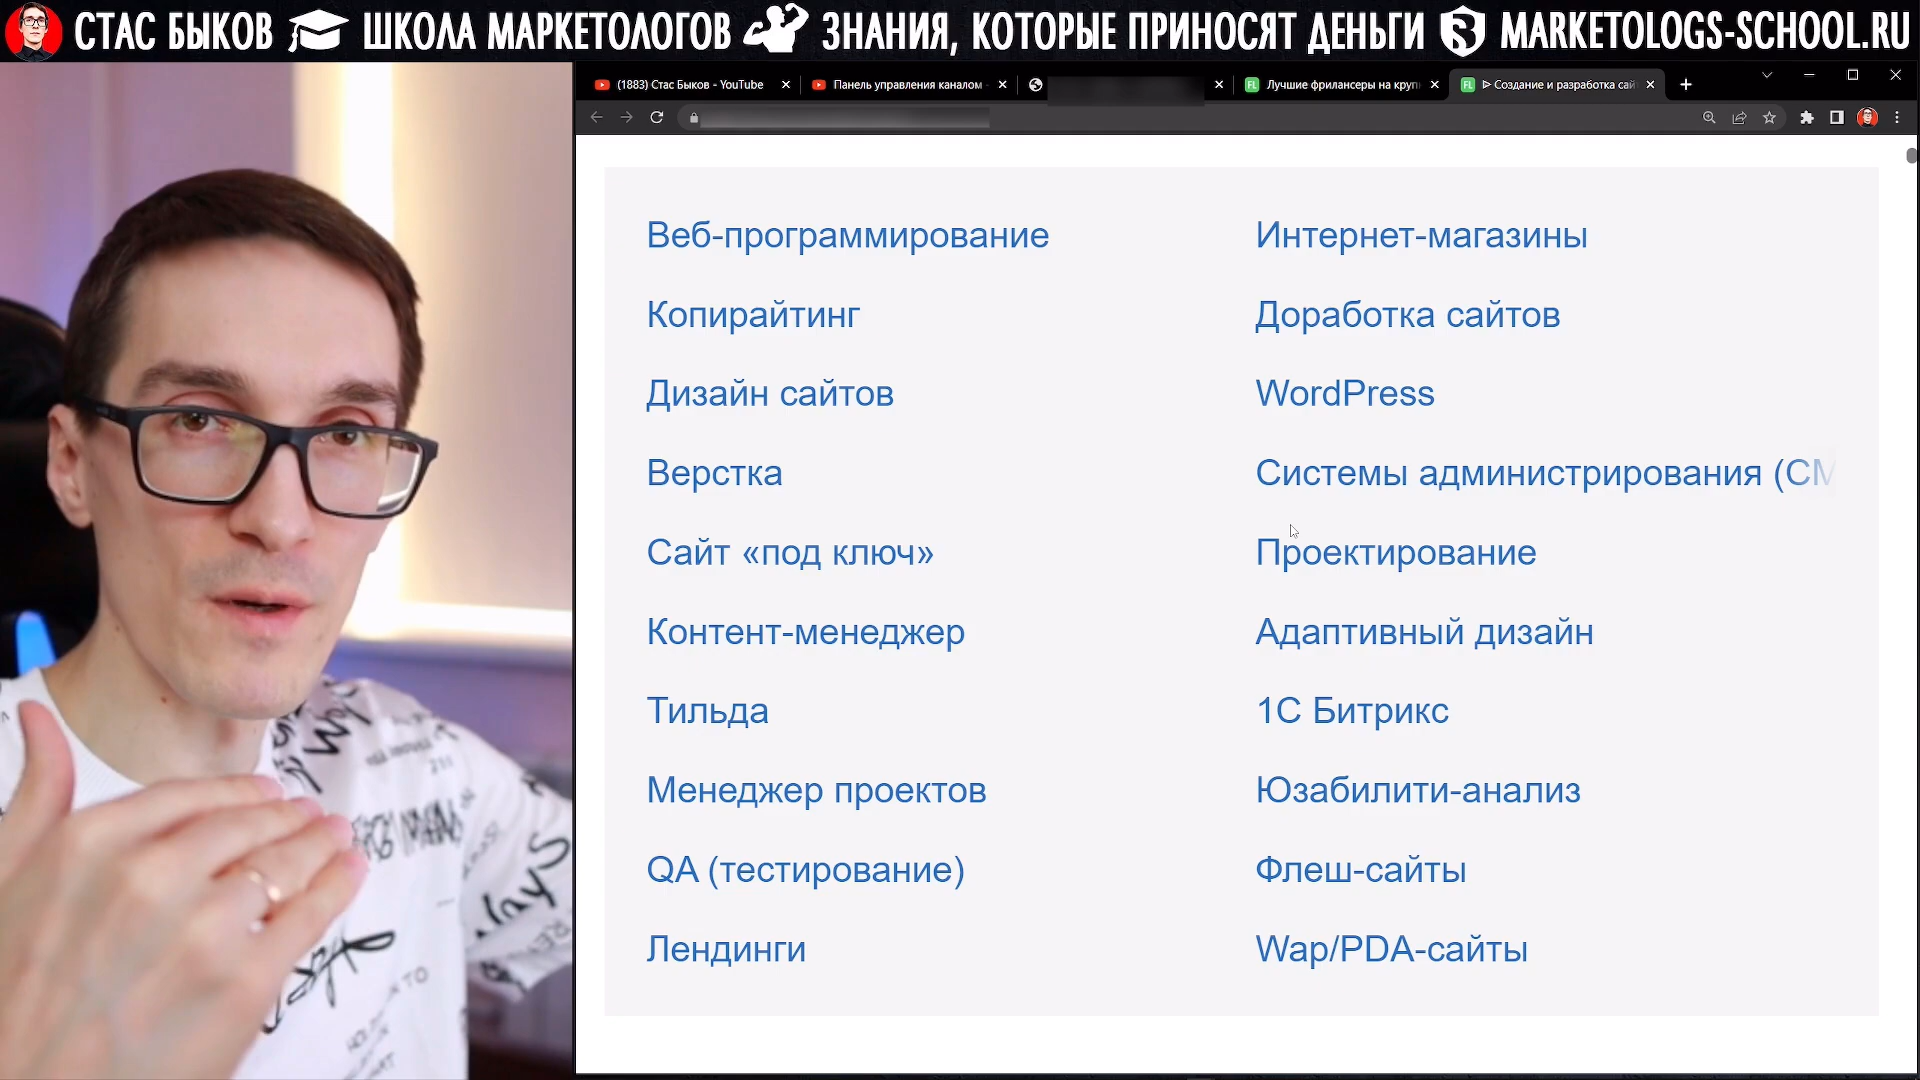 СТАС БЫКОВ ШКОЛА МАРКЕТОЛОГОВ ЗНАНИЯ, КОТОРЫЕ ПРИНОСЯТ ДЕНЬГИ MARKETOLOGS-SCHOOL.RU
(1883) Стас Быков - YouTube
Панель управления каналом -
Лучшие фрилансеры на круп
ᐈ Создание и разработка сай
Веб-программирование
Интернет-магазины
Копирайтинг
Доработка сайтов
Дизайн сайтов
WordPress
Верстка
Системы администрирования (CM
Сайт «под ключ»
Проектирование
Контент-менеджер
Адаптивный дизайн
Тильда
1С Битрикс
Менеджер проектов
Юзабилити-анализ
QA (тестирование)
Флеш-сайты
Лендинги
Wap/PDA-сайты